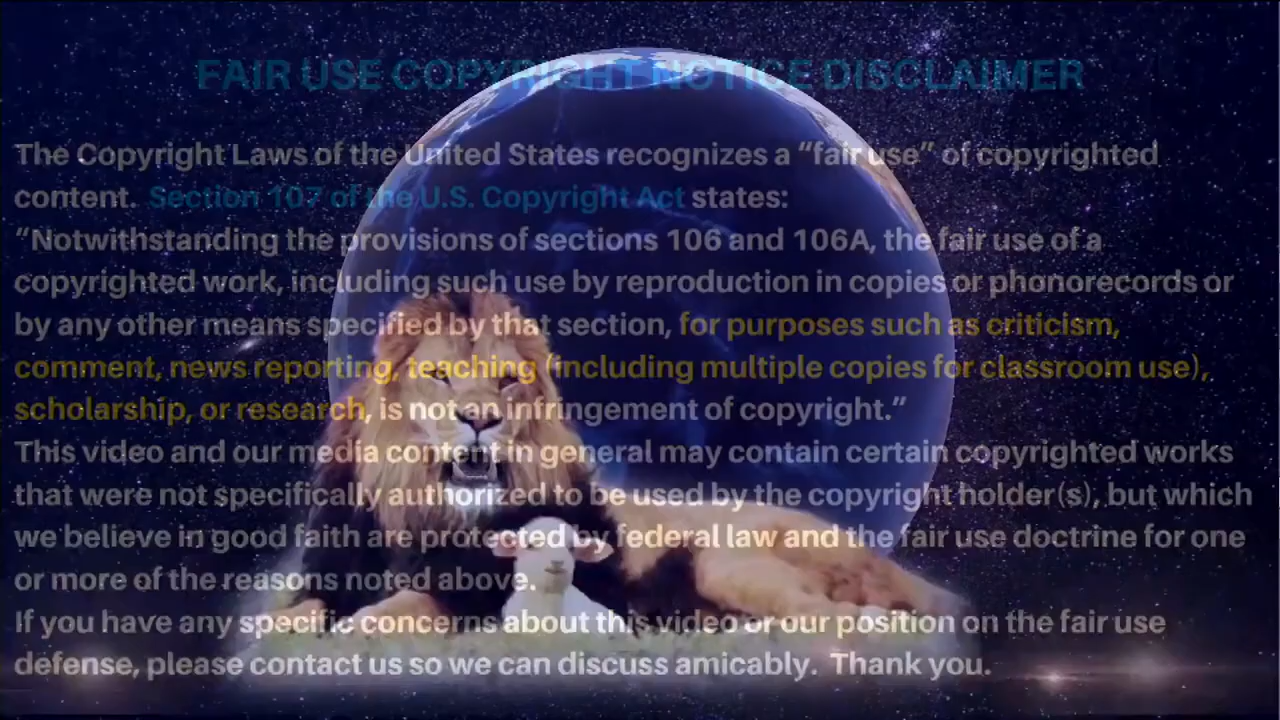 FAIR USE COPYRIGHT NOTICE DISCLAIMER
The Copyright Laws of the United States recognizes a “fair use” of copyrighted
content. Section 107 of the U.S. Copyright Act states:
“Notwithstanding the provisions of sections 106 and 106A, the fair use of a
copyrighted work, including such use by reproduction in copies or phonorecords or
by any other means specified by that section, for purposes such as criticism,
comment, news reporting, teaching (including multiple copies for classroom use),
scholarship, or research, is not an infringement of copyright.”
This video and our media content in general may contain certain copyrighted works
that were not specifically authorized to be used by the copyright holder(s), but which
we believe in good faith are protected by federal law and the fair use doctrine for one
or more of the reasons noted above.
If you have any specific concerns about this video or our position on the fair use
defense, please contact us so we can discuss amicably. Thank you.